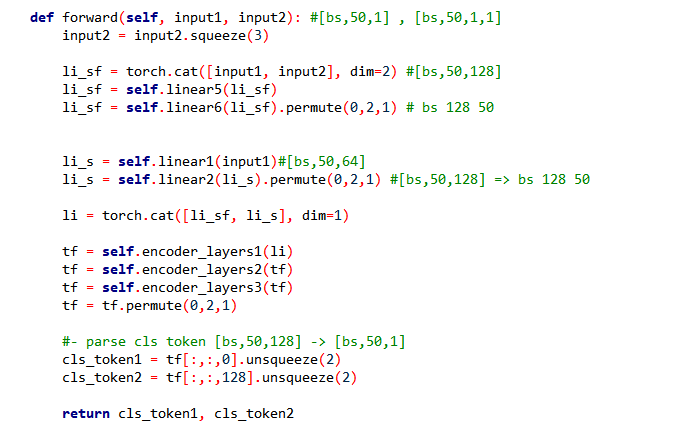 def forward(self, input1, input2): #[bs,50,1] , [bs,50,1,1]
input2 = input2.squeeze(3)
li_sf = torch.cat([input1, input2], dim=2) #[bs,50,128]
li_sf = self.linear5(li_sf)
li_sf = self.linear6(li_sf).permute(0,2,1) # bs 128 50
li_s = self.linear1(input1)#[bs,50,64]
li_s = self.linear2(li_s).permute(0,2,1) #[bs,50,128] => bs 128 50
li = torch.cat([li_sf, li_s], dim=1)
tf = self.encoder_layers1(li)
tf = self.encoder_layers2(tf)
tf = self.encoder_layers3(tf)
tf = tf.permute(0,2,1)
#- parse cls token [bs,50,128] -> [bs,50,1]
cls_token1 = tf[:,:,0].unsqueeze(2)
cls_token2 = tf[:,:,128].unsqueeze(2)
return cls_token1, cls_token2